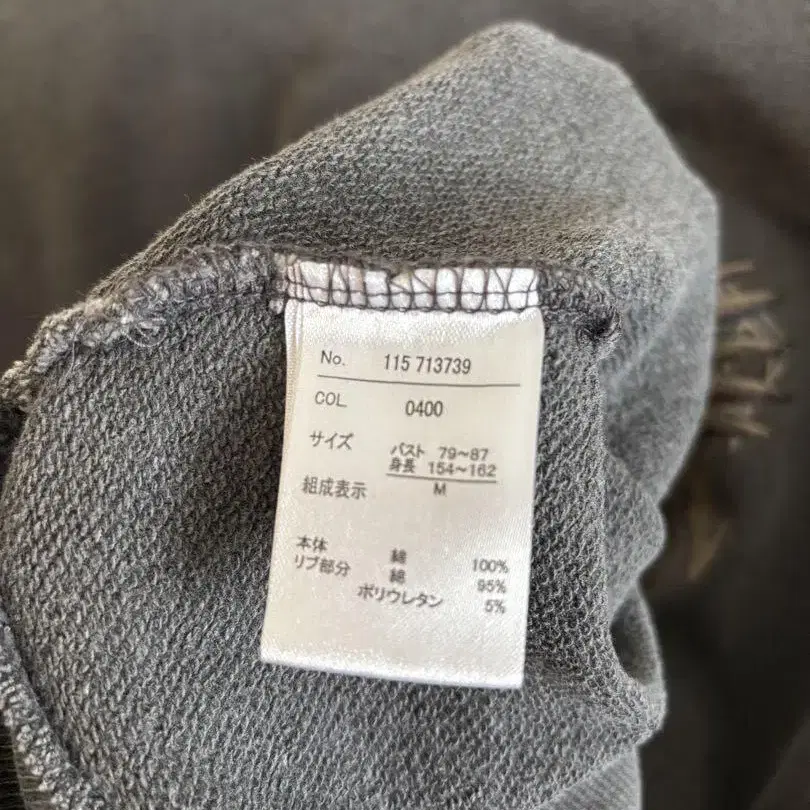 No. 115 713739
COL 0400
サイズ バスト 79〜87
身長 154〜162
M
組成表示
本体 綿 100%
リブ部分 綿 95%
ポリウレタン 5%